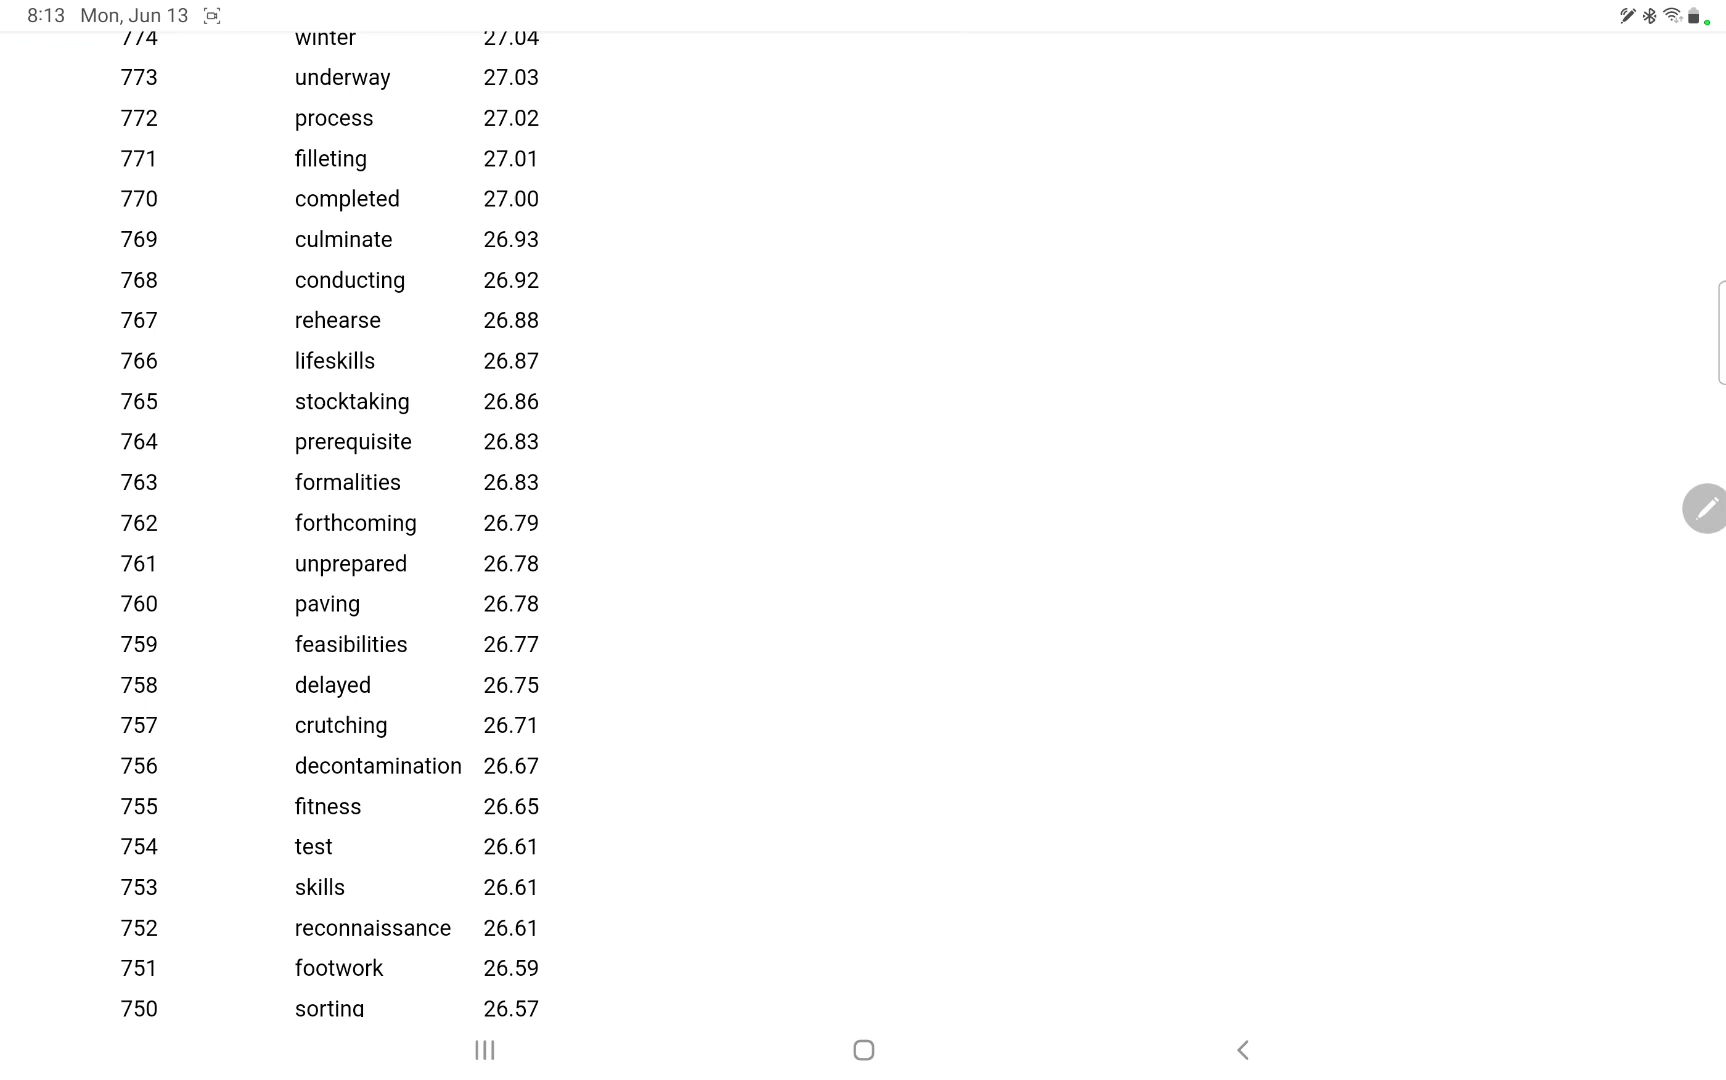 8:13 Mon, Jun 13
774 winter 27.04
773 underway 27.03
772 process 27.02
771 filleting 27.01
770 completed 27.00
769 culminate 26.93
768 conducting 26.92
767 rehearse 26.88
766 lifeskills 26.87
765 stocktaking 26.86
764 prerequisite 26.83
763 formalities 26.83
762 forthcoming 26.79
761 unprepared 26.78
760 paving 26.78
759 feasibilities 26.77
758 delayed 26.75
757 crutching 26.71
756 decontamination 26.67
755 fitness 26.65
754 test 26.61
753 skills 26.61
752 reconnaissance 26.61
751 footwork 26.59
750 sorting 26.57